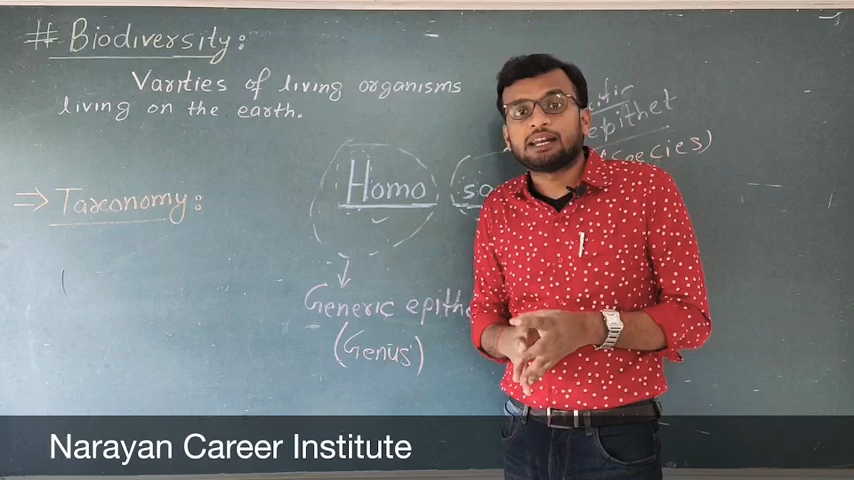 # Biodiversity:
Varities of living organisms
living on the earth.
epithet
⇒ Taxonomy:
Homo
Generic epithe
(Genus)
Narayan Career Institute